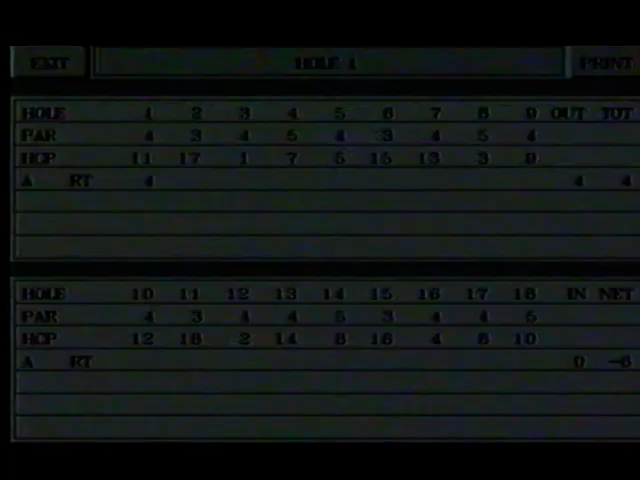 EXIT HOLE 1 PRINT
HOLE 1 2 3 4 5 6 7 8 9 OUT TOT
PAR 4 3 4 5 4 3 4 5 4
HCP 11 17 1 7 5 15 13 3 9
A RT 4 4 4
HOLE 10 11 12 13 14 15 16 17 18 IN NET
PAR 4 3 4 4 5 3 4 4 5
HCP 12 18 2 14 8 16 4 6 10
A RT 0